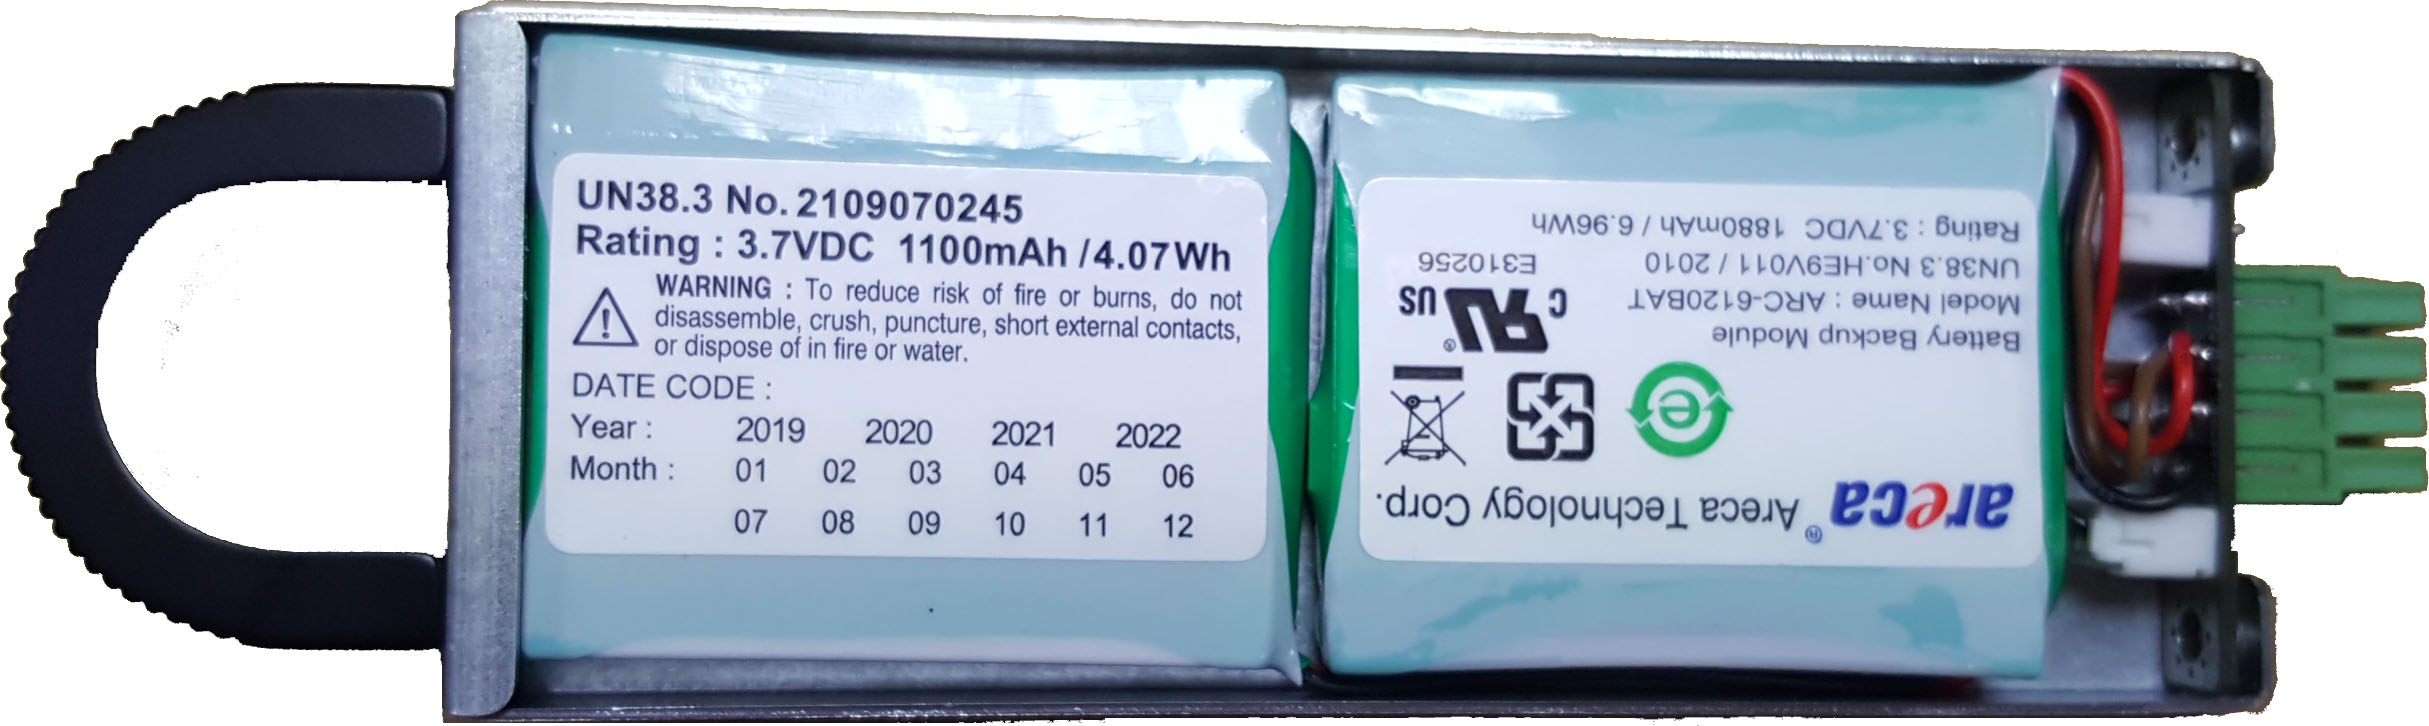 UN38.3 No. 2109070245
Rating : 3.7VDC 1100mAh /4.07Wh
WARNING : To reduce risk of fire or burns, do not
disassemble, crush, puncture, short external contacts,
or dispose of in fire or water.
DATE CODE :
Year : 2019 2020 2021 2022
Month : 01 02 03 04 05 06
07 08 09 10 11 12
areca® Areca Technology Corp.
e
Battery Backup Module
Model Name : ARC-6120BAT
UN38.3 No.HE9V011 / 2010
Rating : 3.7VDC 1880mAh / 6.96Wh
c RU® US
E310256